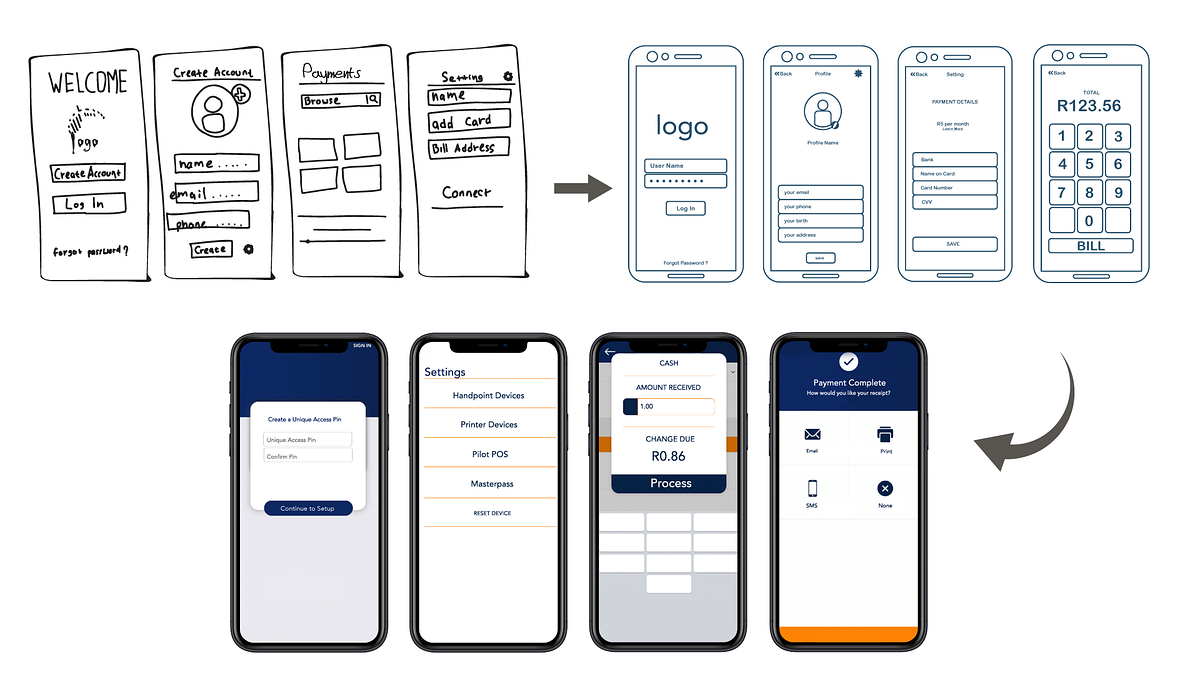 WELCOME
logo
Create Account
Log In
Forgot password?
Create Account
name .....
email .....
phone .....
Create
Payments
Browse
Setting
name
add Card
Bill Address
Connect
logo
User Name
Log In
Forgot Password ?
Back
Profile
Profile Name
your email
your phone
your birth
your address
save
Back
Setting
PAYMENT DETAILS
R5 per month
Learn More
Bank
Name on Card
Card Number
CVV
SAVE
Back
TOTAL
R123.56
1 2 3
4 5 6
7 8 9
0
BILL
SIGN IN
Create a Unique Access Pin
Unique Access Pin
Confirm Pin
Continue to Setup
Settings
Handpoint Devices
Printer Devices
Pilot POS
Masterpass
RESET DEVICE
CASH
AMOUNT RECEIVED
1.00
CHANGE DUE
R0.86
Process
Payment Complete
How would you like your receipt?
Email
Print
SMS
None